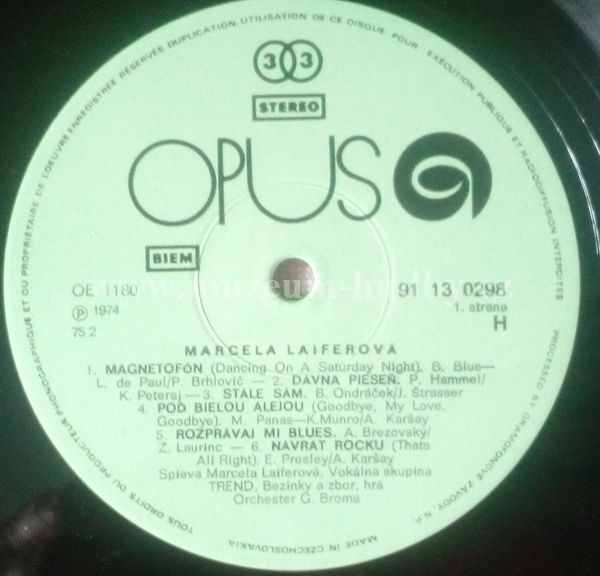 TOUS DROITS DU PRODUCTEUR PHONOGRAPHIQUE ET DU PROPRIÉTAIRE DE L'OEUVRE ENREGISTRÉE RÉSERVÉS. DUPLICATION, UTILISATION DE CE DISQUE POUR EXÉCUTION PUBLIQUE ET RADIODIFFUSION INTERDITES
PROCESSED BY GRAMOFONOVÉ ZÁVODY, N.P.
MADE IN CZECHOSLOVAKIA
33
STEREO
OPUS
BIEM
OE 1180
91 13 0298
Ⓟ 1974
1. strana
75 2
H
MARCELA LAIFEROVÁ
1. MAGNETOFÓN (Dancing On A Saturday Night). B. Blue—
L. de Paul/P. Brhlovič — 2. DÁVNA PIESEŇ. P. Hammel/
K. Peteraj — 3. STÁLE SÁM. B. Ondráček/J. Štrasser
4. POD BIELOU ALEJOU (Goodbye, My Love,
Goodbye). M. Panas—K.Munro/A. Karšay
5. ROZPRÁVAJ MI BLUES. A. Brezovský/
Z. Laurinc — 6. NÁVRAT ROCKU (Thats
All Right). E. Presley/A. Karšay
Spieva Marcela Laiferová, Vokálna skupina
TREND, Bezinky a zbor, hrá
Orchester G. Broma